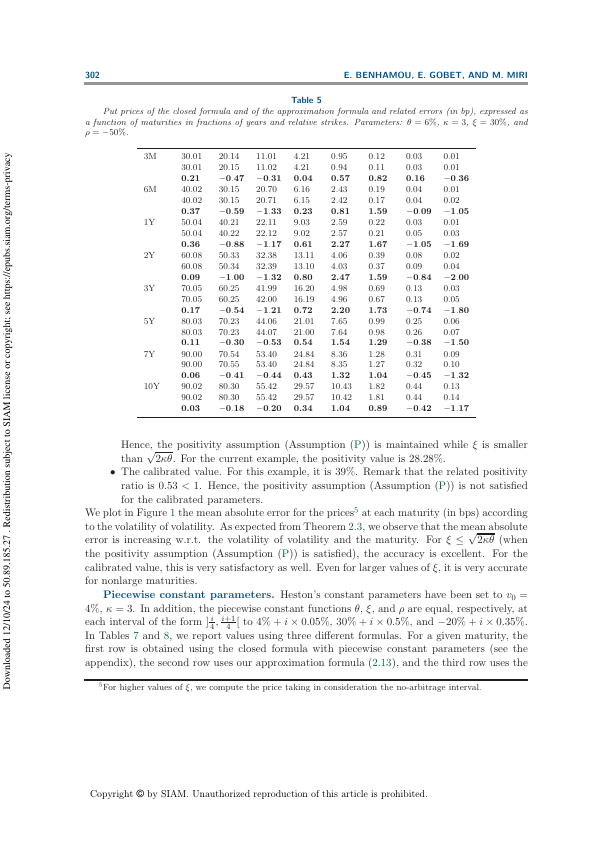 302 E. BENHAMOU, E. GOBET, AND M. MIRI
Table 5
Put prices of the closed formula and of the approximation formula and related errors (in bp), expressed as
a function of maturities in fractions of years and relative strikes. Parameters: θ = 6%, κ = 3, ξ = 30%, and
ρ = −50%.
3M 30.01 20.14 11.01 4.21 0.95 0.12 0.03 0.01
30.01 20.15 11.02 4.21 0.94 0.11 0.03 0.01
0.21 −0.47 −0.31 0.04 0.57 0.82 0.16 −0.36
6M 40.02 30.15 20.70 6.16 2.43 0.19 0.04 0.01
40.02 30.15 20.71 6.15 2.42 0.17 0.04 0.02
0.37 −0.59 −1.33 0.23 0.81 1.59 −0.09 −1.05
1Y 50.04 40.21 22.11 9.03 2.59 0.22 0.03 0.01
50.04 40.22 22.12 9.02 2.57 0.21 0.05 0.03
0.36 −0.88 −1.17 0.61 2.27 1.67 −1.05 −1.69
2Y 60.08 50.33 32.38 13.11 4.06 0.39 0.08 0.02
60.08 50.34 32.39 13.10 4.03 0.37 0.09 0.04
0.09 −1.00 −1.32 0.80 2.47 1.59 −0.84 −2.00
3Y 70.05 60.25 41.99 16.20 4.98 0.69 0.13 0.03
70.05 60.25 42.00 16.19 4.96 0.67 0.13 0.05
0.17 −0.54 −1.21 0.72 2.20 1.73 −0.74 −1.80
5Y 80.03 70.23 44.06 21.01 7.65 0.99 0.25 0.06
80.03 70.23 44.07 21.00 7.64 0.98 0.26 0.07
0.11 −0.30 −0.53 0.54 1.54 1.29 −0.38 −1.50
7Y 90.00 70.54 53.40 24.84 8.36 1.28 0.31 0.09
90.00 70.55 53.40 24.84 8.35 1.27 0.32 0.10
0.06 −0.41 −0.44 0.43 1.32 1.04 −0.45 −1.32
10Y 90.02 80.30 55.42 29.57 10.43 1.82 0.44 0.13
90.02 80.30 55.42 29.57 10.42 1.81 0.44 0.14
0.03 −0.18 −0.20 0.34 1.04 0.89 −0.42 −1.17
Hence, the positivity assumption (Assumption (P)) is maintained while ξ is smaller
than √2κθ. For the current example, the positivity value is 28.28%.
• The calibrated value. For this example, it is 39%. Remark that the related positivity
ratio is 0.53 < 1. Hence, the positivity assumption (Assumption (P)) is not satisfied
for the calibrated parameters.
We plot in Figure 1 the mean absolute error for the prices⁵ at each maturity (in bps) according
to the volatility of volatility. As expected from Theorem 2.3, we observe that the mean absolute
error is increasing w.r.t. the volatility of volatility and the maturity. For ξ ≤ √2κθ (when
the positivity assumption (Assumption (P)) is satisfied), the accuracy is excellent. For the
calibrated value, this is very satisfactory as well. Even for larger values of ξ, it is very accurate
for nonlarge maturities.
Piecewise constant parameters. Heston's constant parameters have been set to v₀ =
4%, κ = 3. In addition, the piecewise constant functions θ, ξ, and ρ are equal, respectively, at
each interval of the form ]i/4, i+1/4[ to 4% + i × 0.05%, 30% + i × 0.5%, and −20% + i × 0.35%.
In Tables 7 and 8, we report values using three different formulas. For a given maturity, the
first row is obtained using the closed formula with piecewise constant parameters (see the
appendix), the second row uses our approximation formula (2.13), and the third row uses the
⁵For higher values of ξ, we compute the price taking in consideration the no-arbitrage interval.
Copyright © by SIAM. Unauthorized reproduction of this article is prohibited.
Downloaded 12/10/24 to 50.89.185.27 . Redistribution subject to SIAM license or copyright; see https://epubs.siam.org/terms-privacy